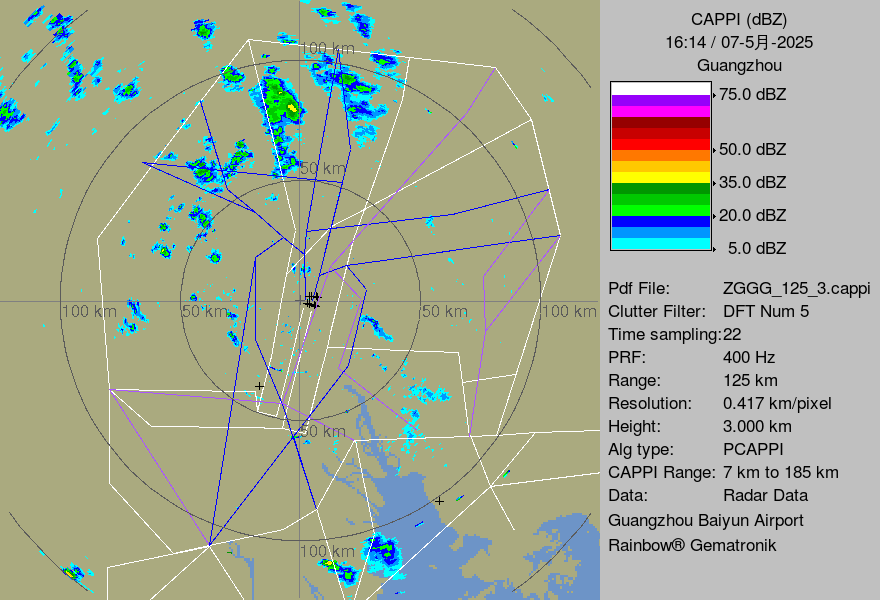 CAPPI (dBZ)
16:14 / 07-5月-2025
Guangzhou
75.0 dBZ
50.0 dBZ
35.0 dBZ
20.0 dBZ
5.0 dBZ
Pdf File: ZGGG_125_3.cappi
Clutter Filter: DFT Num 5
Time sampling:22
PRF: 400 Hz
Range: 125 km
Resolution: 0.417 km/pixel
Height: 3.000 km
Alg type: PCAPPI
CAPPI Range: 7 km to 185 km
Data: Radar Data
Guangzhou Baiyun Airport
Rainbow® Gematronik
100 km
50 km
100 km
50 km
50 km
100 km
50 km
100 km